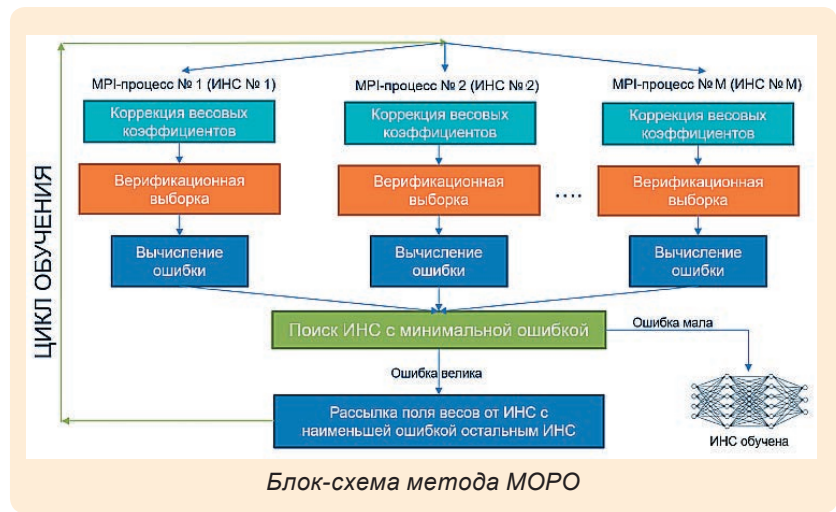 MPI-процесс № 1 (ИНС № 1)
MPI-процесс № 2 (ИНС № 2)
MPI-процесс № M (ИНС № M)
Коррекция весовых
коэффициентов
Коррекция весовых
коэффициентов
Коррекция весовых
коэффициентов
Верификационная
выборка
Верификационная
выборка
....
Верификационная
выборка
Вычисление
ошибки
Вычисление
ошибки
Вычисление
ошибки
ЦИКЛ ОБУЧЕНИЯ
Поиск ИНС с минимальной ошибкой
Ошибка мала
Ошибка велика
Рассылка поля весов от ИНС с
наименьшей ошибкой остальным ИНС
ИНС обучена
Блок-схема метода МОРО